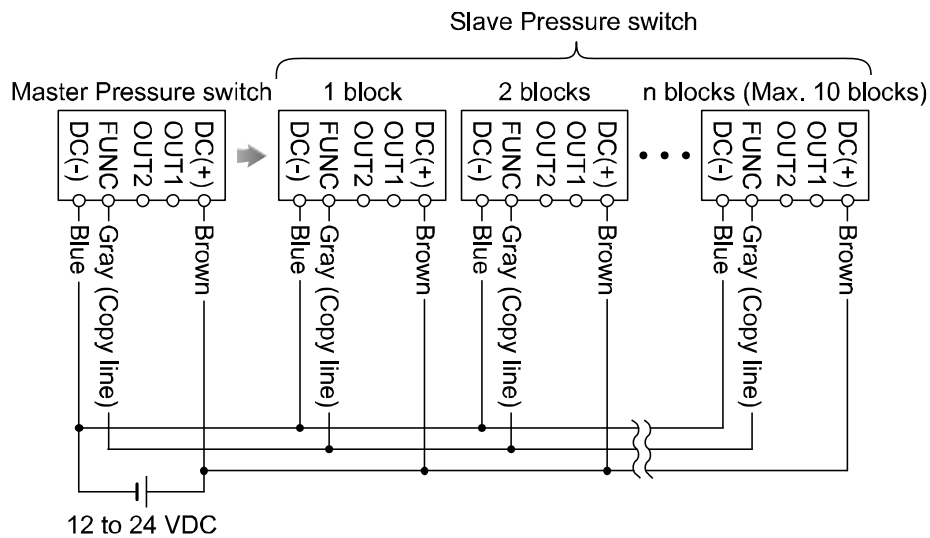 Slave Pressure switch
Master Pressure switch
1 block
2 blocks
n blocks (Max. 10 blocks)
DC(-)
FUNC
OUT2
OUT1
DC(+)
DC(-)
FUNC
OUT2
OUT1
DC(+)
DC(-)
FUNC
OUT2
OUT1
DC(+)
DC(-)
FUNC
OUT2
OUT1
DC(+)
Blue
Gray (Copy line)
Brown
Blue
Gray (Copy line)
Brown
Blue
Gray (Copy line)
Brown
Blue
Gray (Copy line)
Brown
12 to 24 VDC